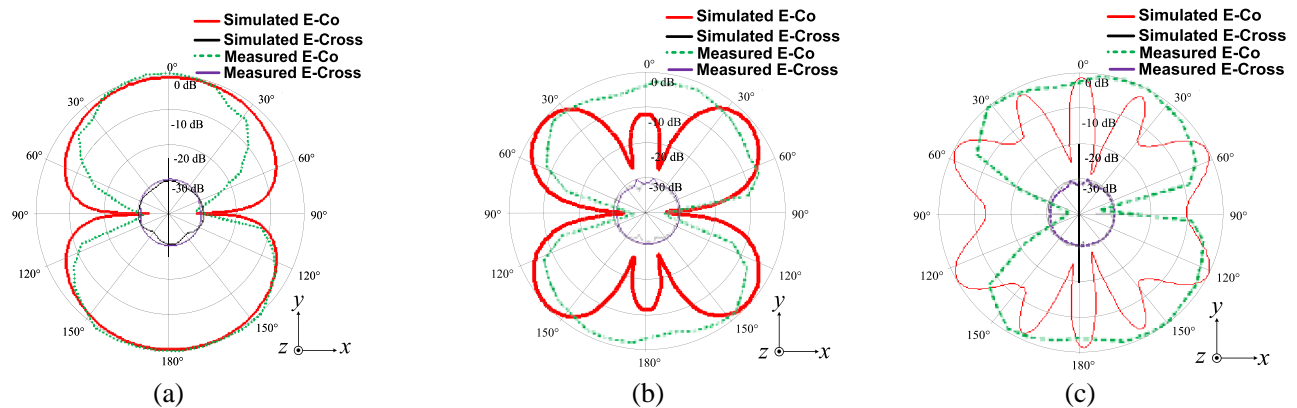 Simulated E-Co
Simulated E-Cross
Measured E-Co
Measured E-Cross
0°
0 dB
30°
30°
-10 dB
60°
60°
-20 dB
-30 dB
90°
90°
120°
120°
150°
150°
180°
y
z
x
(a)
Simulated E-Co
Simulated E-Cross
Measured E-Co
Measured E-Cross
0°
0 dB
30°
30°
-10 dB
60°
60°
-20 dB
-30 dB
90°
90°
120°
120°
150°
150°
180°
y
z
x
(b)
Simulated E-Co
Simulated E-Cross
Measured E-Co
Measured E-Cross
0°
0 dB
30°
30°
-10 dB
60°
60°
-20 dB
-30 dB
90°
90°
120°
120°
150°
150°
180°
y
z
x
(c)